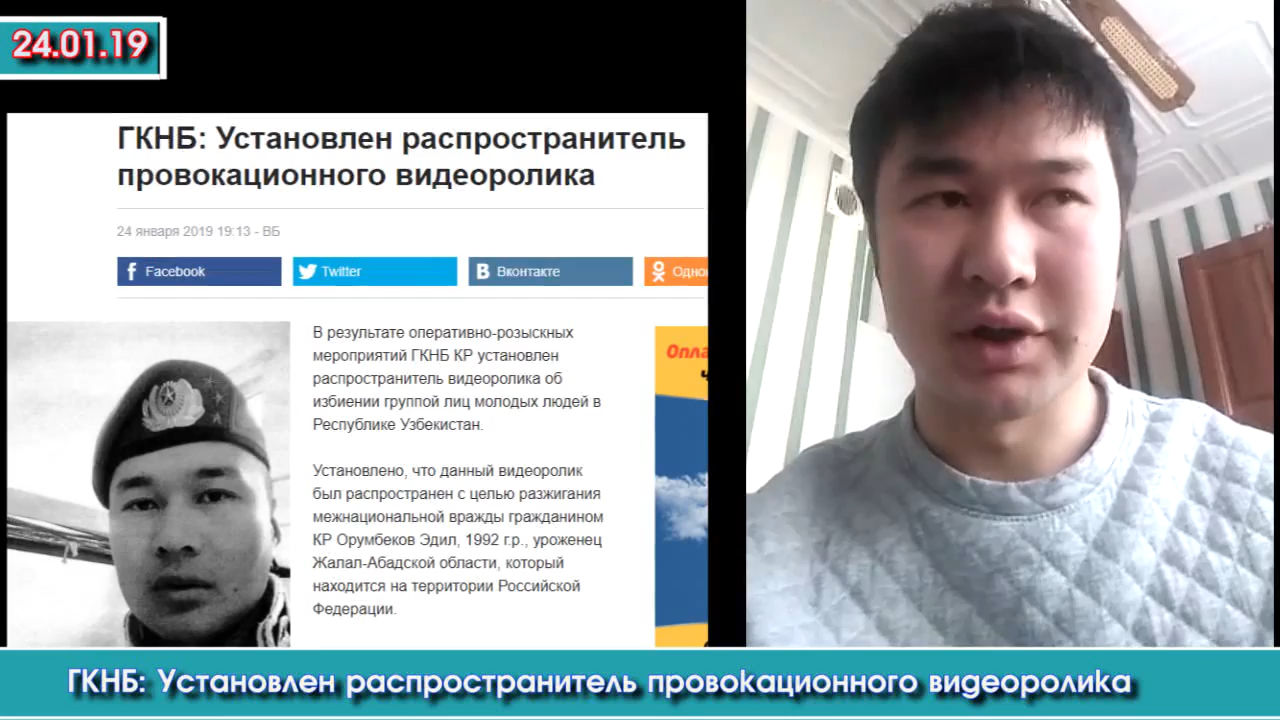 24.01.19
ГКНБ: Установлен распространитель
провокационного видеоролика
24 января 2019 19:13 - ВБ
Facebook
Twitter
Вконтакте
В результате оперативно-розыскных
мероприятий ГКНБ КР установлен
распространитель видеоролика об
избиении группой лиц молодых людей в
Республике Узбекистан.
Установлено, что данный видеоролик
был распространен с целью разжигания
межнациональной вражды гражданином
КР Орумбеков Эдил, 1992 г.р., уроженец
Жалал-Абадской области, который
находится на территории Российской
Федерации.
ГКНБ: Установлен распространитель провокационного видеоролика